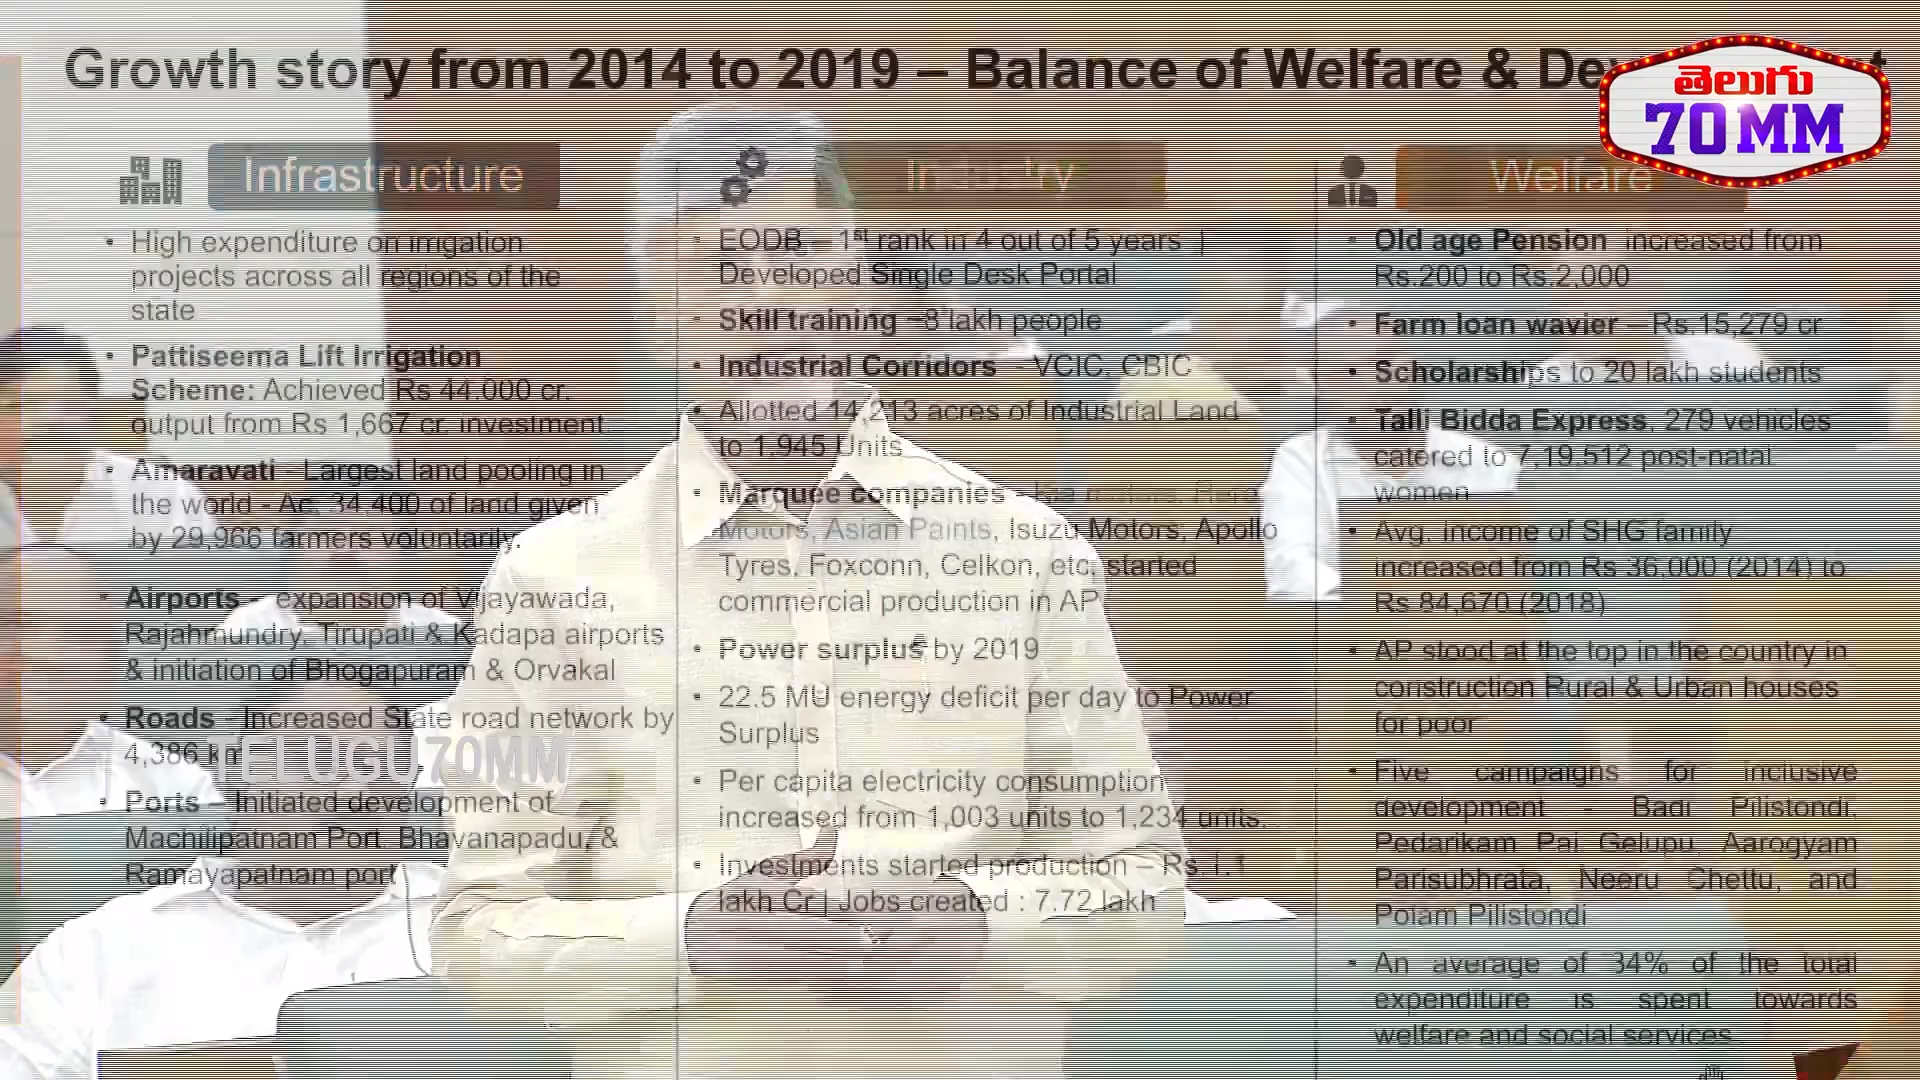 Growth story from 2014 to 2019 – Balance of Welfare &
తెలుగు
70MM
Infrastructure
• High expenditure on irrigation
projects across all regions of the
state
• Pattiseema Lift Irrigation
Scheme: Achieved Rs 44,000 cr.
output from Rs 1,667 cr. investment
• Amaravati - Largest land pooling in
the world - Ac. 34,400 of land given
by 29,966 farmers voluntarily.
• Airports - expansion of Vijayawada,
Rajahmundry, Tirupati & Kadapa airports
& initiation of Bhogapuram & Orvakal
• Roads - Increased State road network by
4,386 km
TELUGU70MM
• Ports – Initiated development of
Machilipatnam Port, Bhavanapadu, &
Ramayapatnam port
Industry
• EODB – 1st rank in 4 out of 5 years |
Developed Single Desk Portal
• Skill training –8 lakh people
• Industrial Corridors - VCIC, CBIC
• Allotted 14,213 acres of Industrial Land
to 1,945 Units
• Marquee companies - Kia motors, Hero
Motors, Asian Paints, Isuzu Motors, Apollo
Tyres, Foxconn, Celkon, etc. started
commercial production in AP
• Power surplus by 2019
• 22.5 MU energy deficit per day to Power
Surplus
• Per capita electricity consumption
increased from 1,003 units to 1,234 units.
• Investments started production – Rs.
lakh Cr | Jobs created : 7.72 lakh
Welfare
• Old age Pension increased from
Rs.200 to Rs.2,000
• Farm loan wavier – Rs.15,279 cr
• Scholarships to 20 lakh students
• Talli Bidda Express, 279 vehicles
catered to 7,19,512 post-natal
women
• Avg. income of SHG family
increased from Rs 36,000 (2014) to
Rs 84,670 (2018)
• AP stood at the top in the country in
construction Rural & Urban houses
for poor
• Five campaigns for inclusive
development - Badi Pilistondi,
Pedarikam Pai Gelupu, Aarogyam
Parisubhrata, Neeru Chettu, and
Polam Pilistondi
• An average of 34% of the total
expenditure is spent towards
welfare and social services